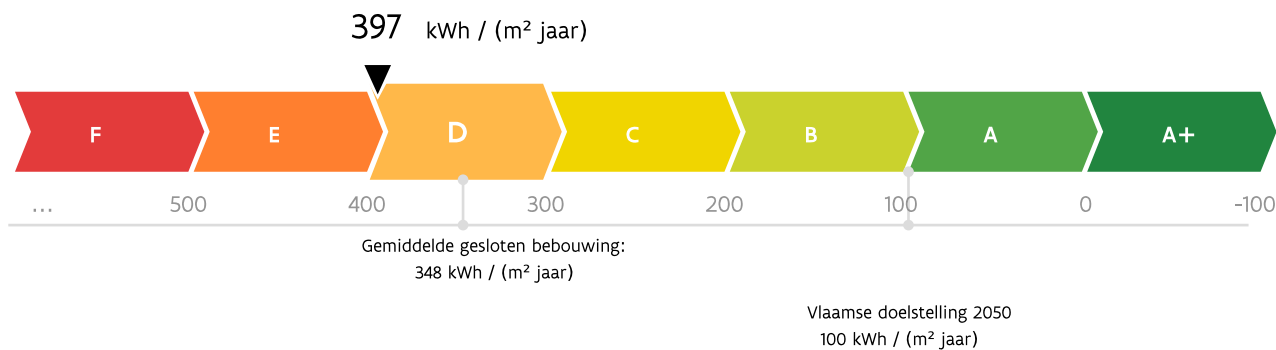 397 kWh / (m² jaar)
F E D C B A A+
... 500 400 300 200 100 0 -100
Gemiddelde gesloten bebouwing:
348 kWh / (m² jaar)
Vlaamse doelstelling 2050
100 kWh / (m² jaar)